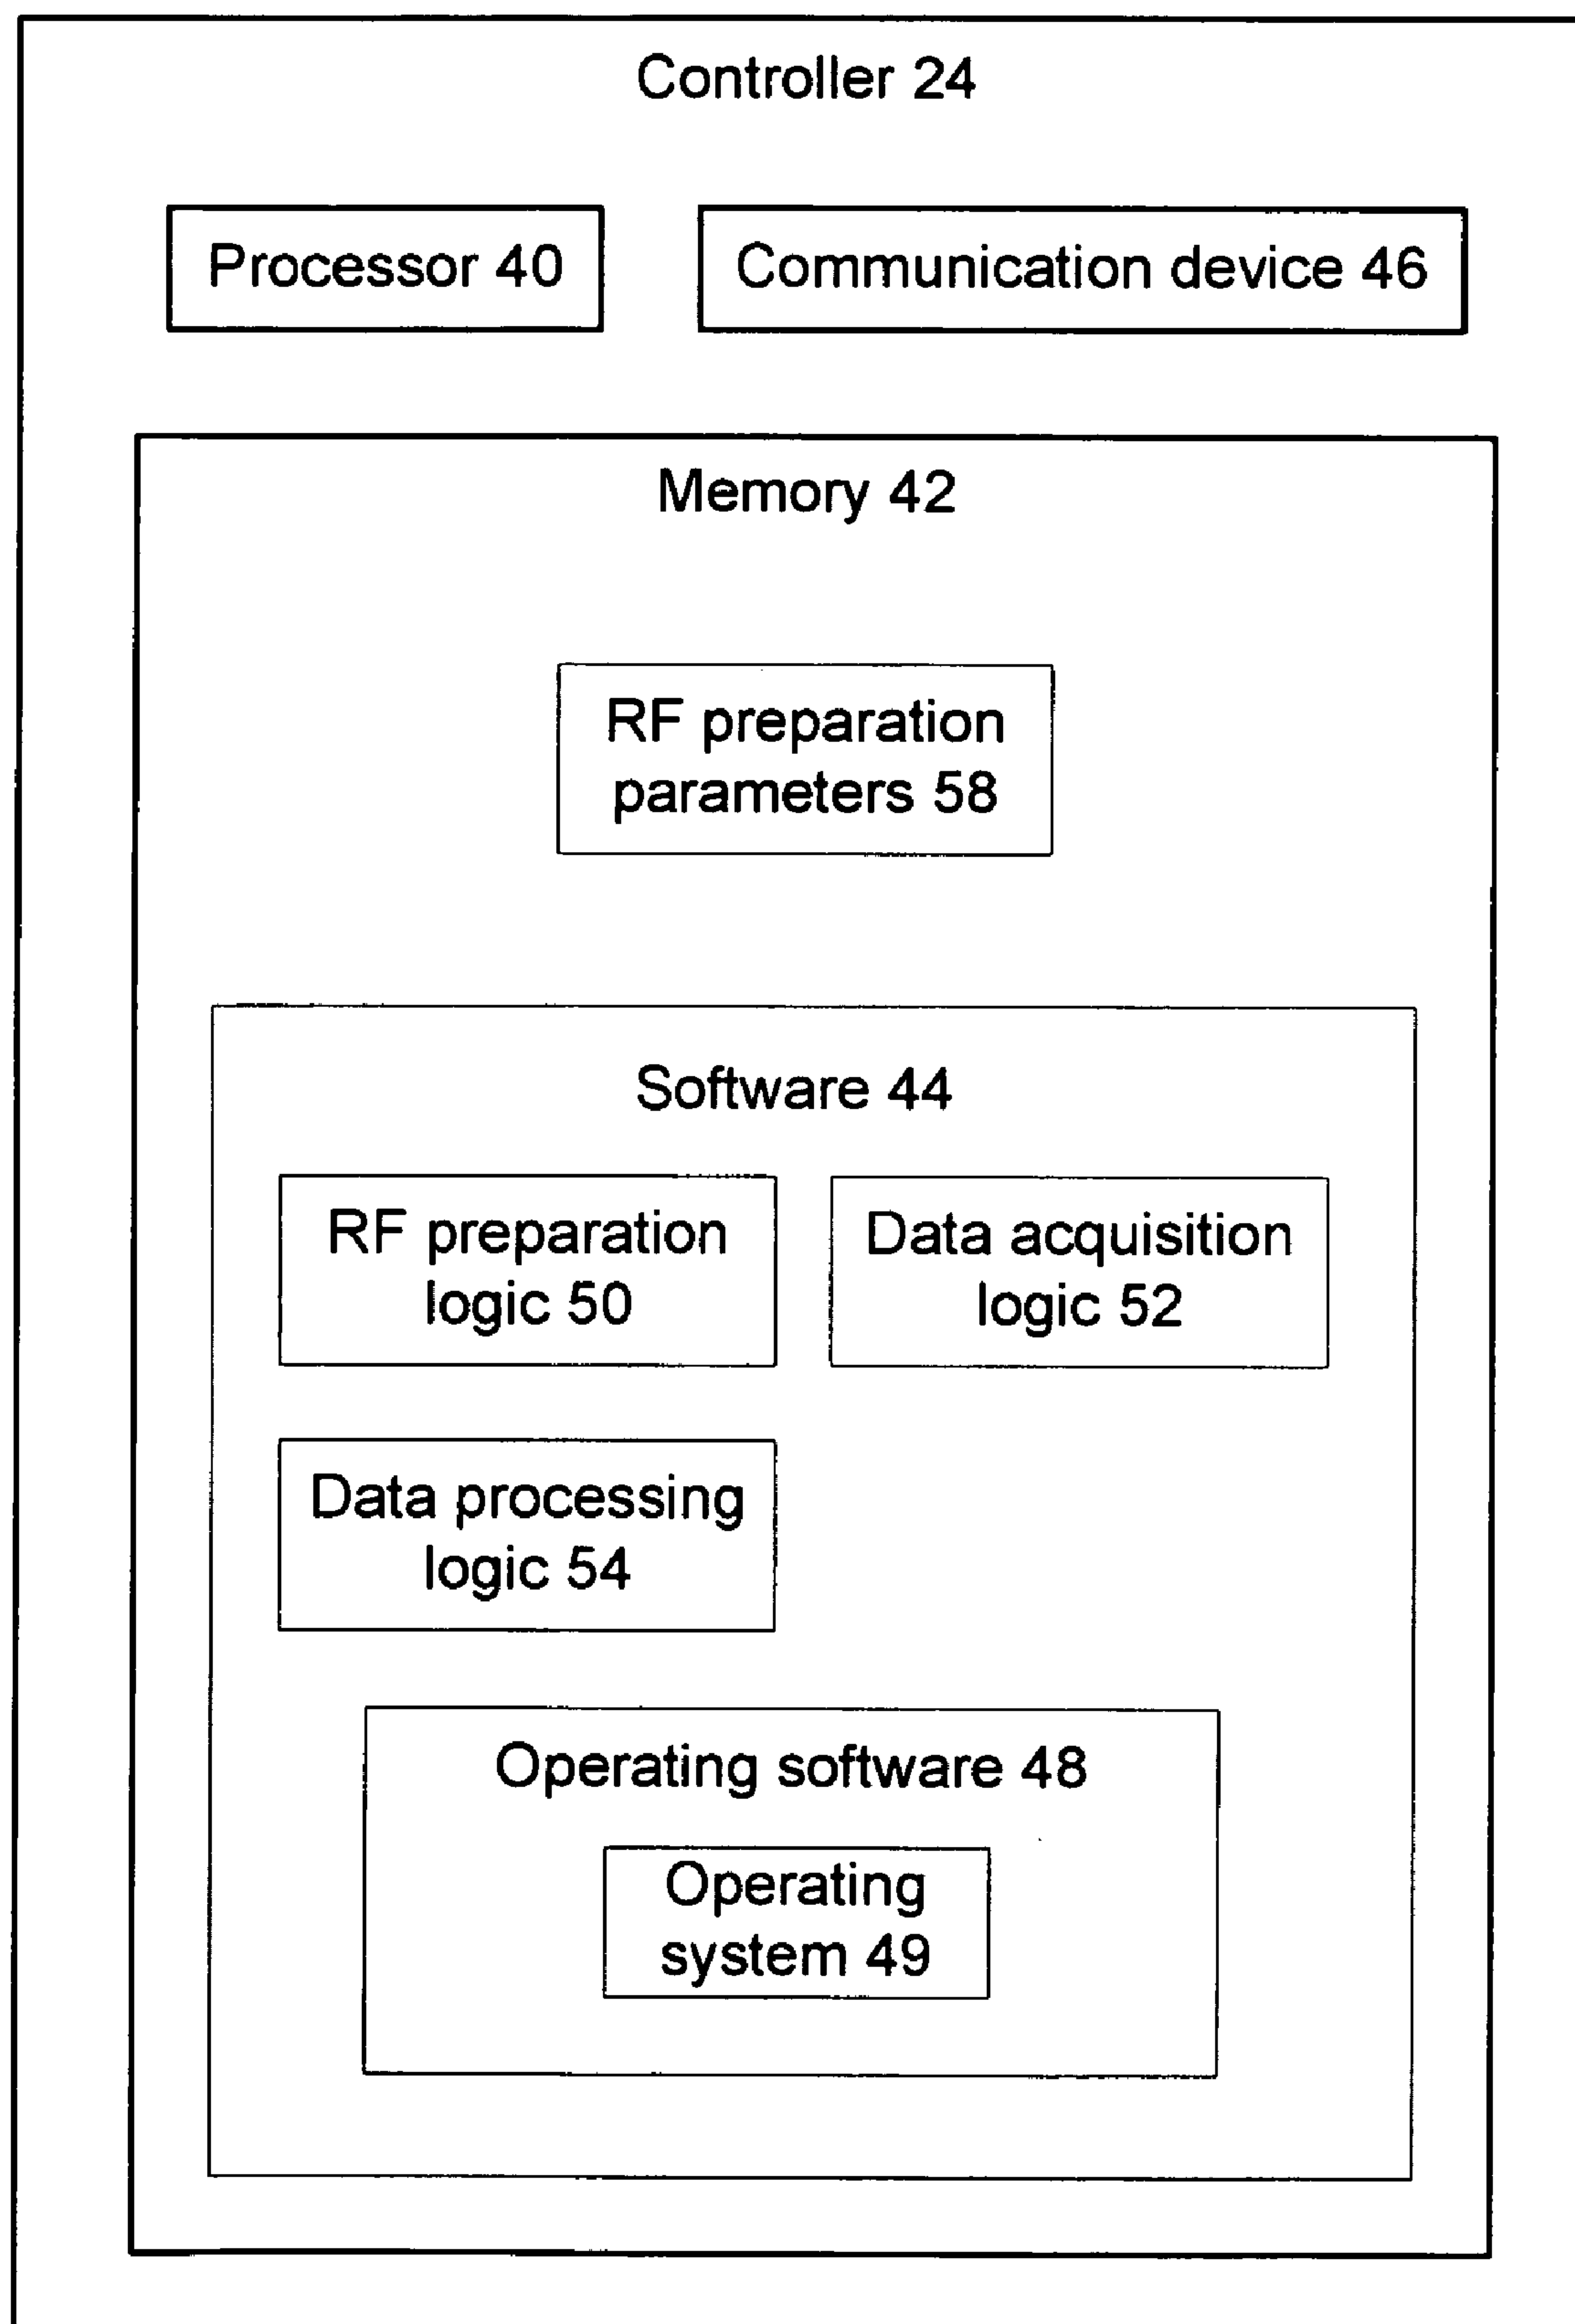 Controller 24
Processor 40
Communication device 46
Memory 42
RF preparation
parameters 58
Software 44
RF preparation
logic 50
Data acquisition
logic 52
Data processing
logic 54
Operating software 48
Operating
system 49